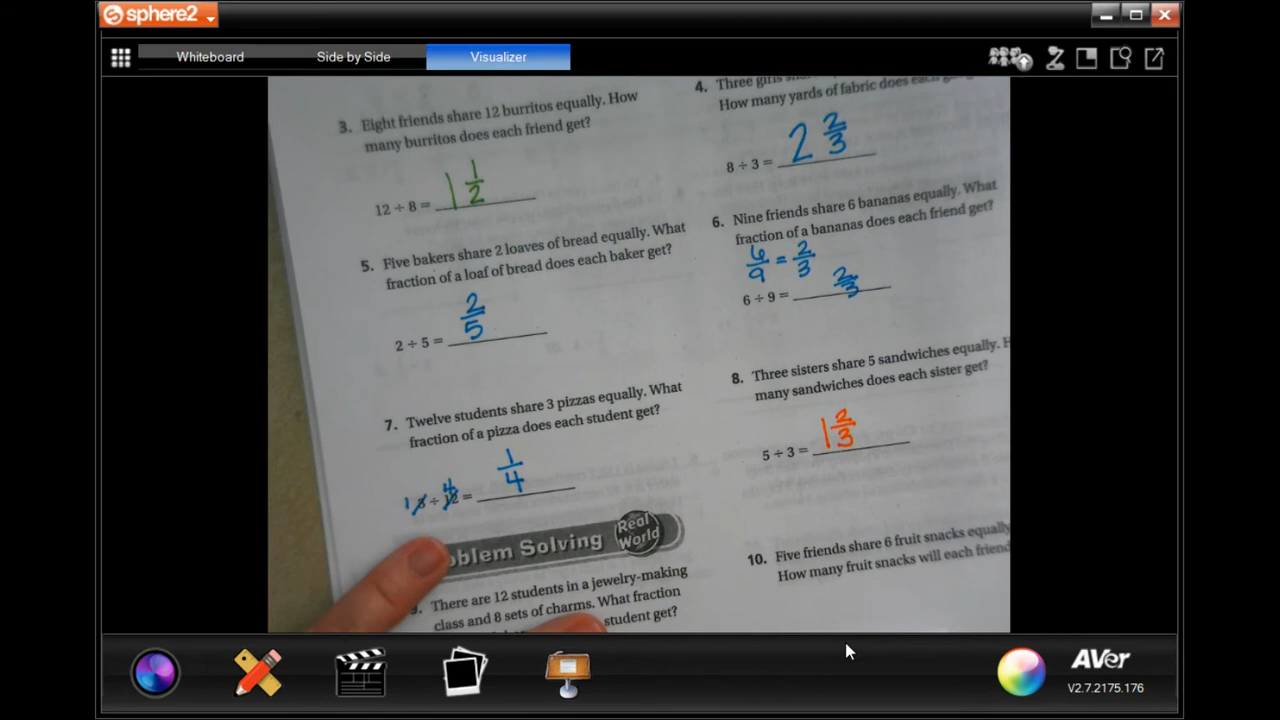 sphere2
Whiteboard
Side by Side
Visualizer
3. Eight friends share 12 burritos equally. How
many burritos does each friend get?
12 ÷ 8 = 1 1/2
4. Three girls
How many yards of fabric does each
8 ÷ 3 = 2 2/3
5. Five bakers share 2 loaves of bread equally. What
fraction of a loaf of bread does each baker get?
2 ÷ 5 = 2/5
6. Nine friends share 6 bananas equally. What
fraction of a bananas does each friend get?
6/9 = 2/3
6 ÷ 9 = 2/3
7. Twelve students share 3 pizzas equally. What
fraction of a pizza does each student get?
1 3 ÷ 4 12 = 1/4
8. Three sisters share 5 sandwiches equally. H
many sandwiches does each sister get?
5 ÷ 3 = 1 2/3
oblem Solving Real
World
9. There are 12 students in a jewelry-making
class and 8 sets of charms. What fraction
student get?
10. Five friends share 6 fruit snacks equally
How many fruit snacks will each friend
AVer
V2.7.2175.176